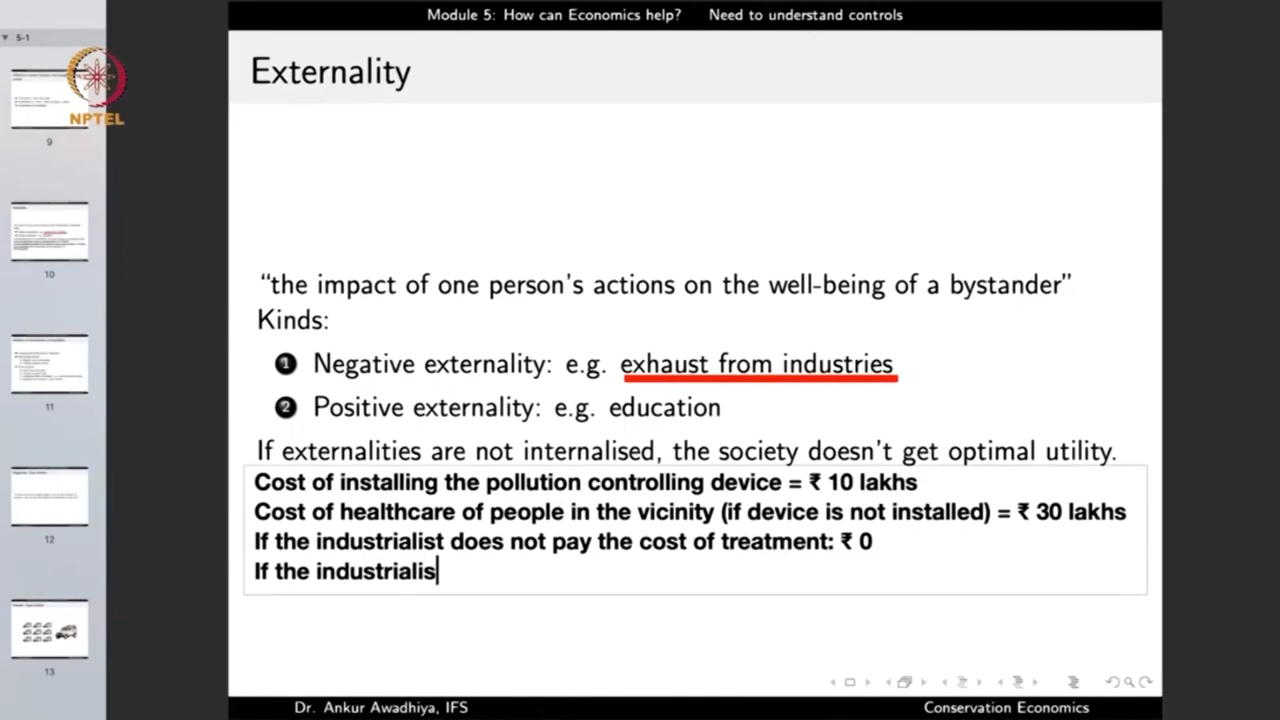 Module 5: How can Economics help? Need to understand controls
5-1
NPTEL
9
10
11
12
13
Externality
“the impact of one person’s actions on the well-being of a bystander”
Kinds:
1 Negative externality: e.g. exhaust from industries
2 Positive externality: e.g. education
If externalities are not internalised, the society doesn’t get optimal utility.
Cost of installing the pollution controlling device = ₹ 10 lakhs
Cost of healthcare of people in the vicinity (if device is not installed) = ₹ 30 lakhs
If the industrialist does not pay the cost of treatment: ₹ 0
If the industrialis
Dr. Ankur Awadhiya, IFS Conservation Economics